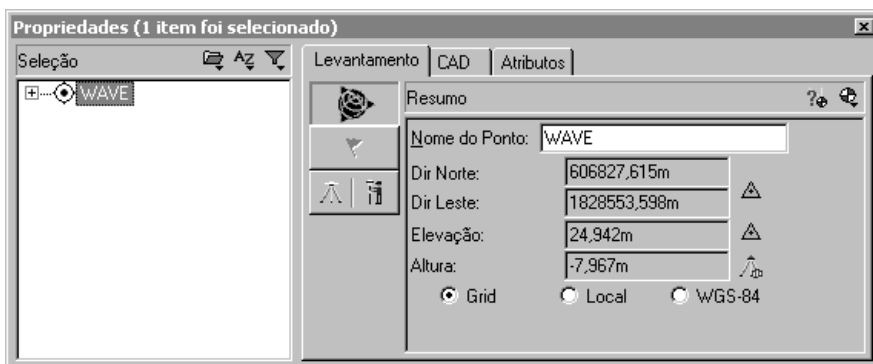 Propriedades (1 item foi selecionado)
Seleção
WAVE
Levantamento
CAD
Atributos
Resumo
Nome do Ponto: WAVE
Dir Norte: 606827,615m
Dir Leste: 1828553,598m
Elevação: 24,942m
Altura: -7,967m
Grid Local WGS-84